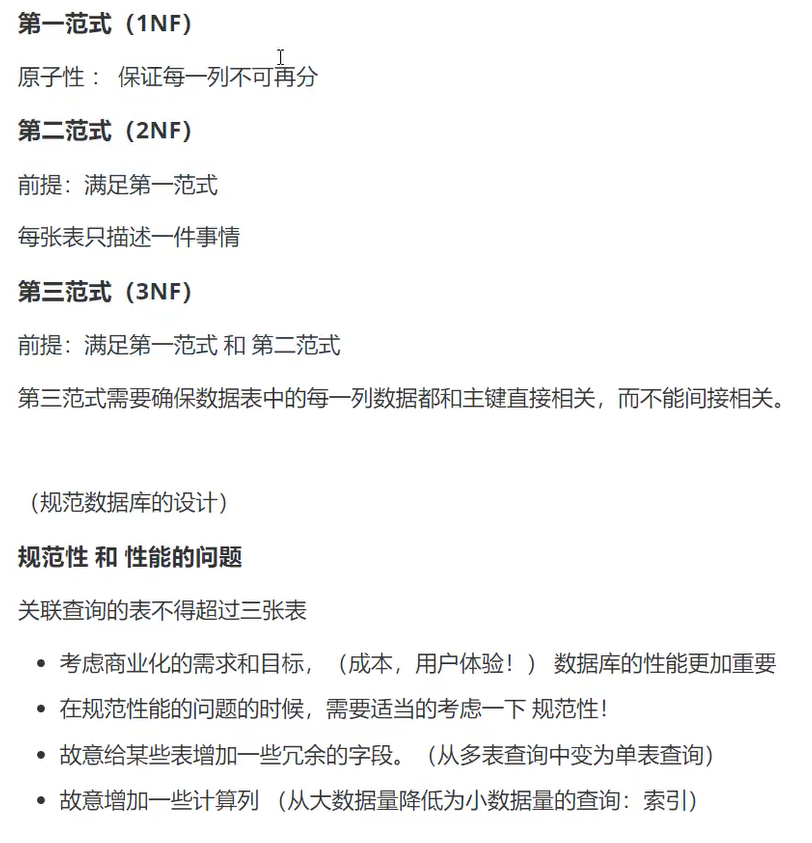 第一范式（1NF）
原子性： 保证每一列不可再分
第二范式（2NF）
前提：满足第一范式
每张表只描述一件事情
第三范式（3NF）
前提：满足第一范式 和 第二范式
第三范式需要确保数据表中的每一列数据都和主键直接相关，而不能间接相关。
（规范数据库的设计）
规范性 和 性能的问题
关联查询的表不得超过三张表
• 考虑商业化的需求和目标，（成本，用户体验！） 数据库的性能更加重要
• 在规范性能的问题的时候，需要适当的考虑一下 规范性！
• 故意给某些表增加一些冗余的字段。（从多表查询中变为单表查询）
• 故意增加一些计算列 （从大数据量降低为小数据量的查询：索引）